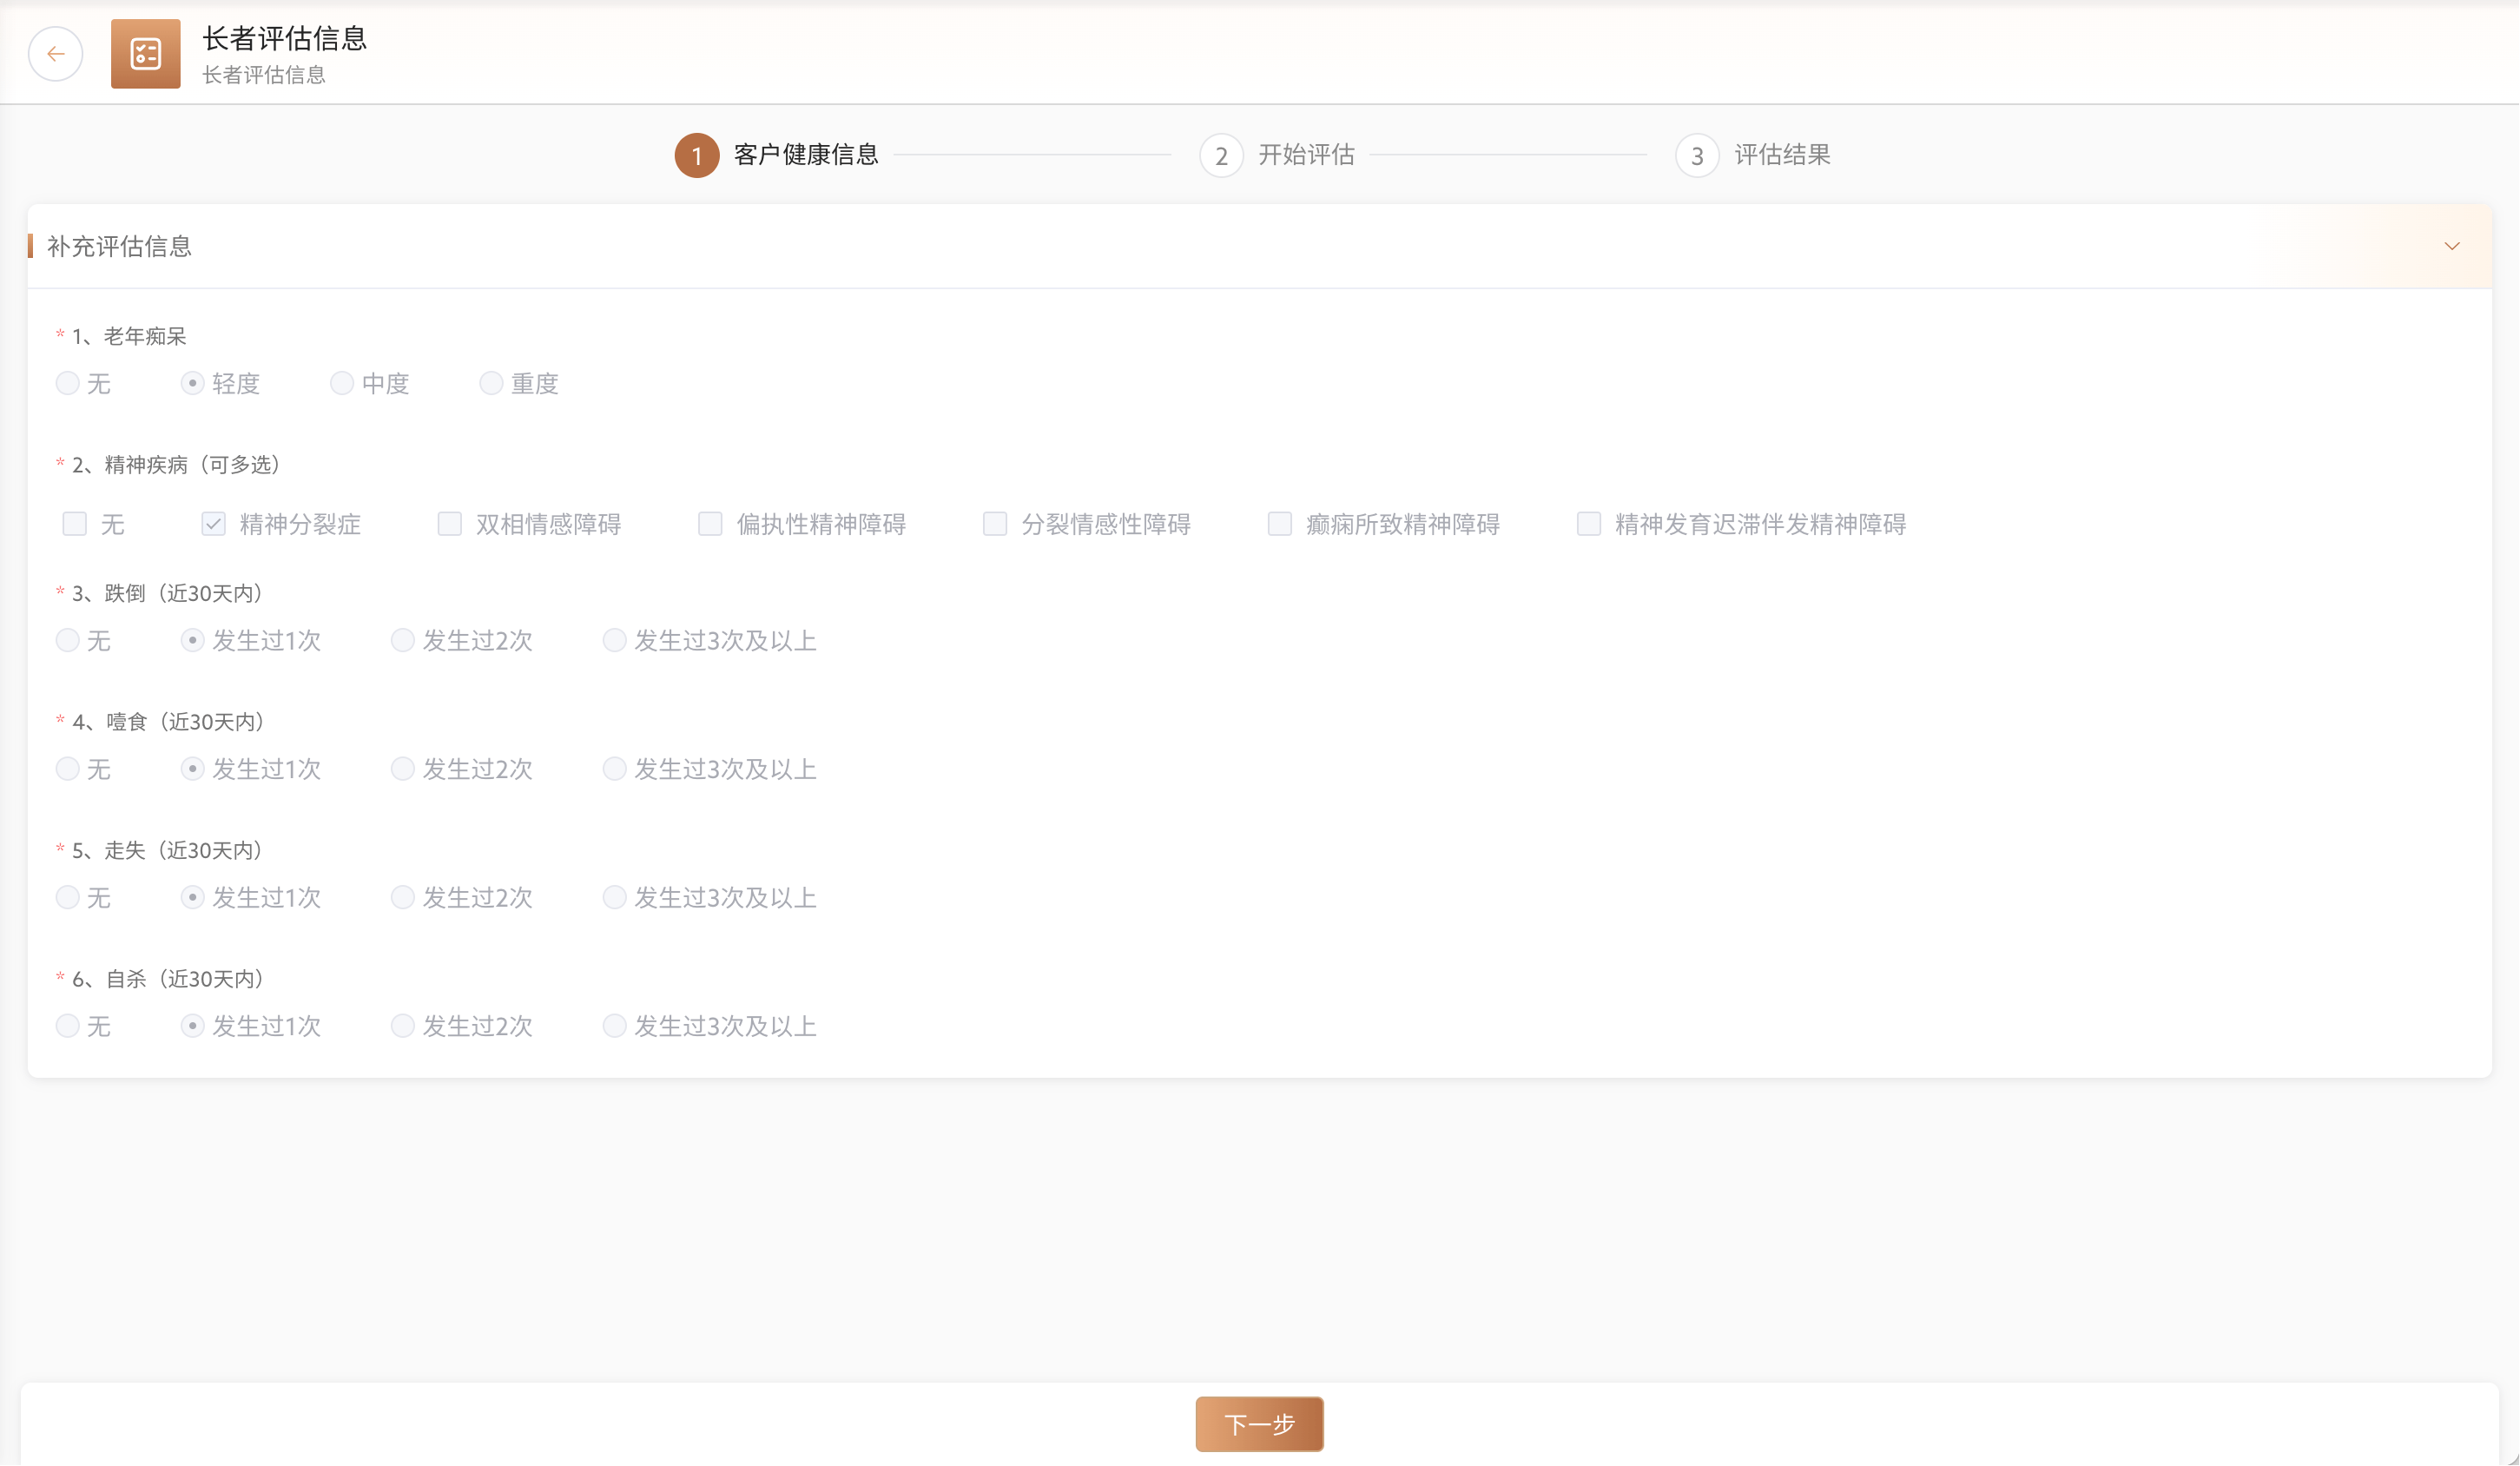 长者评估信息
长者评估信息
1 客户健康信息 2 开始评估 3 评估结果
补充评估信息
* 1、老年痴呆
无 轻度 中度 重度
* 2、精神疾病（可多选）
无 精神分裂症 双相情感障碍 偏执性精神障碍 分裂情感性障碍 癫痫所致精神障碍 精神发育迟滞伴发精神障碍
* 3、跌倒（近30天内）
无 发生过1次 发生过2次 发生过3次及以上
* 4、噎食（近30天内）
无 发生过1次 发生过2次 发生过3次及以上
* 5、走失（近30天内）
无 发生过1次 发生过2次 发生过3次及以上
* 6、自杀（近30天内）
无 发生过1次 发生过2次 发生过3次及以上
下一步